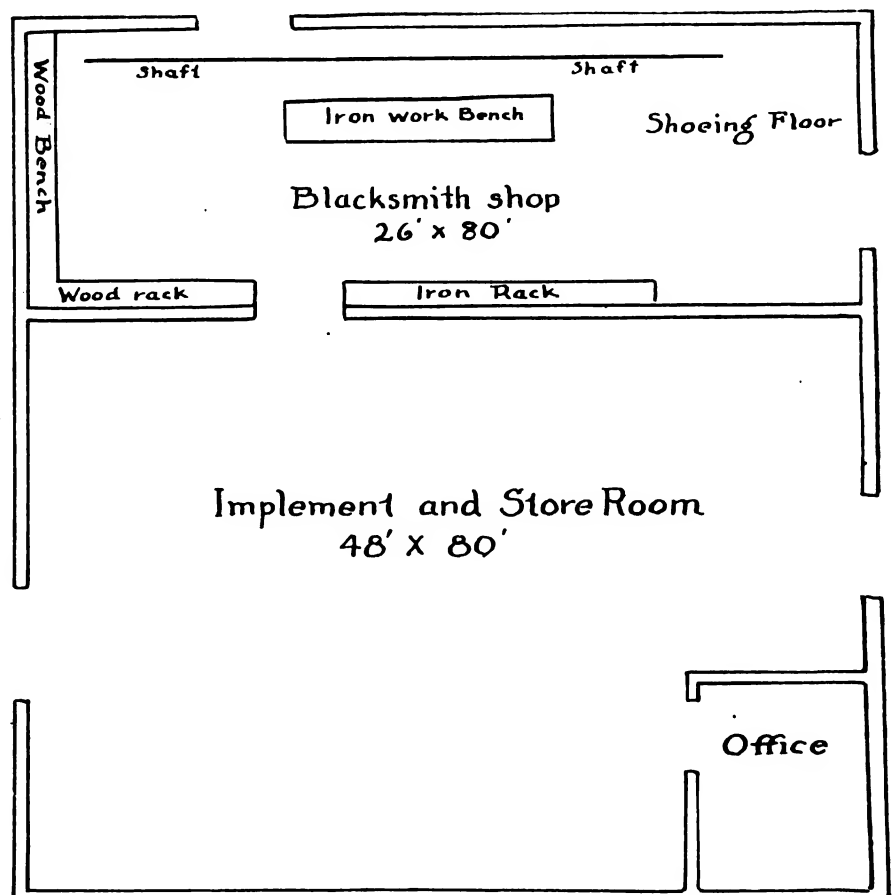 Shaft
Shaft
Wood Bench
Iron work Bench
Shoeing Floor
Blacksmith shop
26' x 80'
Wood rack
Iron Rack
Implement and Store Room
48' X 80'
Office